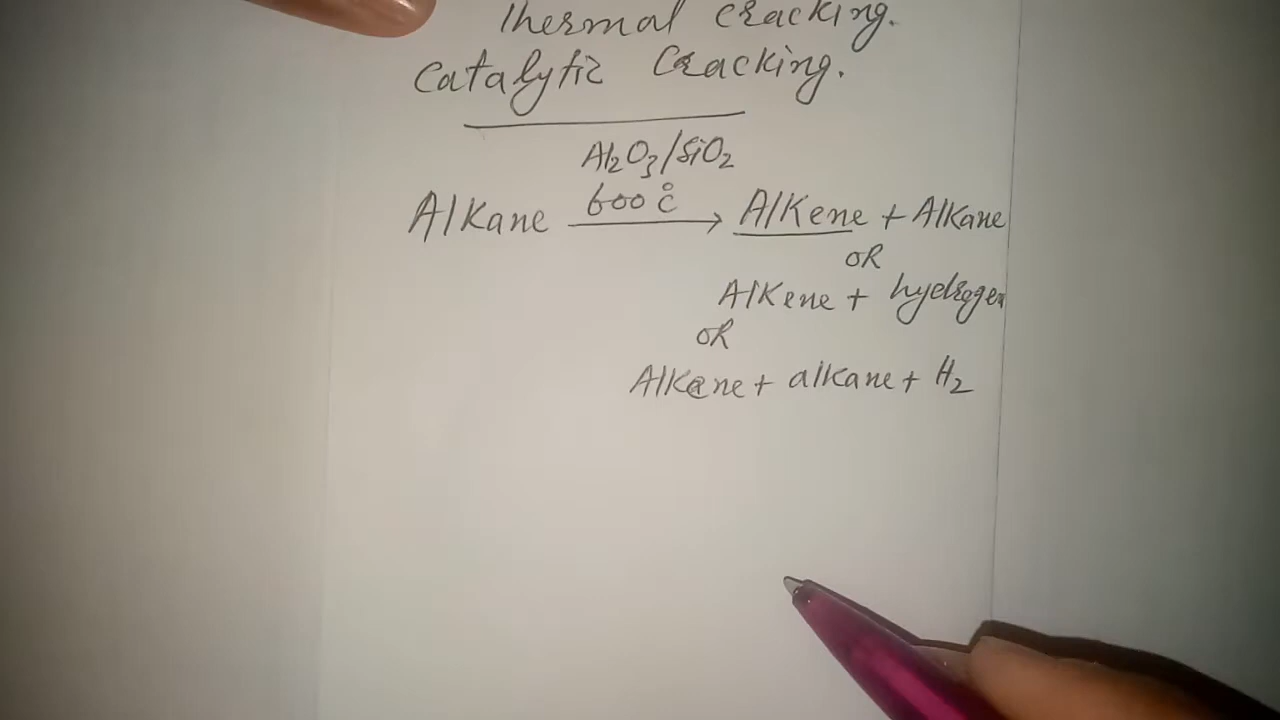 Thermal Cracking.
Catalytic Cracking.
Al2O3/SiO2
Alkane 600°C → Alkene + Alkane
OR
Alkene + hydrogen
OR
Alkene + alkane + H2